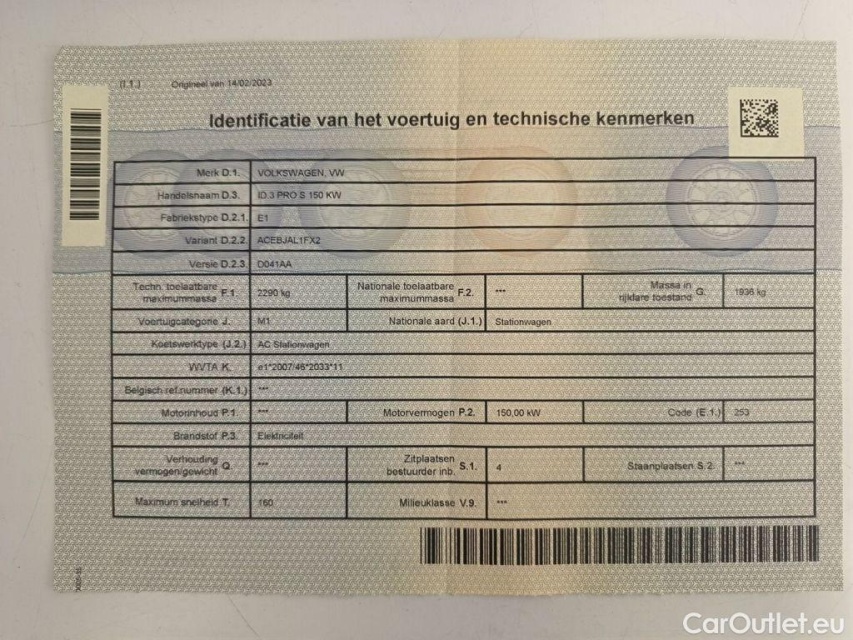 (I.1.) Origineel van 14/02/2023
Identificatie van het voertuig en technische kenmerken
Merk D.1. VOLKSWAGEN, VW
Handelsnaam D.3. ID.3 PRO S 150 KW
Fabriekstype D.2.1. E1
Variant D.2.2. ACEBJAL1FX2
Versie D.2.3. D041AA
Techn. toelaatbare maximummassa F.1. 2290 kg Nationale toelaatbare maximummassa F.2. *** Massa in rijklare toestand G. 1936 kg
Voertuigcategorie J. M1 Nationale aard (J.1.) Stationwagen
Koetswerktype (J.2.) AC Stationwagen
WVTA K. e1*2007/46*2033*11
Belgisch ref.nummer (K.1.) ***
Motorinhoud P.1. *** Motorvermogen P.2. 150,00 kW Code (E.1.) 253
Brandstof P.3. Elektriciteit
Verhouding vermogen/gewicht Q. *** Zitplaatsen bestuurder inb. S.1. 4 Staanplaatsen S.2. ***
Maximum snelheid T. 160 Milieuklasse V.9. ***
CarOutlet.eu